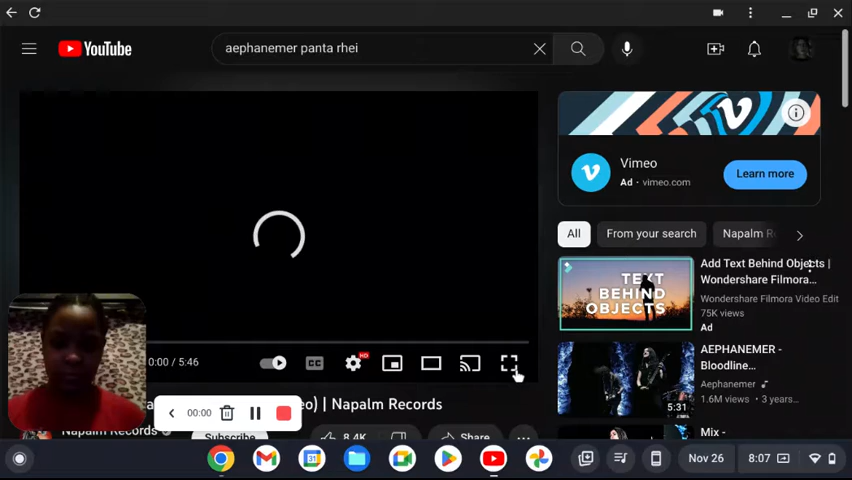 YouTube
aephanemer panta rhei
Vimeo
Ad · vimeo.com
Learn more
All
From your search
Napalm R
Add Text Behind Objects |
Wondershare Filmora...
Wondershare Filmora Video Edit
75K views
Ad
TEXT
BEHIND
OBJECTS
AEPHANEMER -
Bloodline...
Aephanemer
1.6M views • 3 years...
5:31
Mix -
0:00 / 5:46
CC
HD
eo) | Napalm Records
00:00
Napalm Records
Subscribe
8.4K
Share
Nov 26
8:07